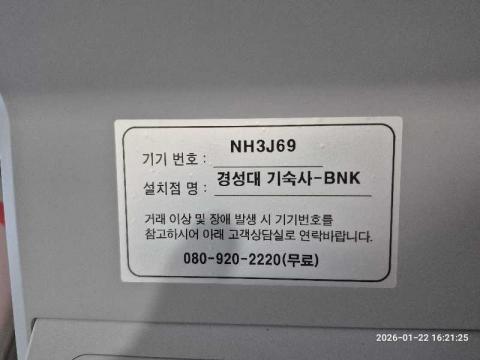 기기 번호 : NH3J69
설치점 명 : 경성대 기숙사-BNK
거래 이상 및 장애 발생 시 기기번호를
참고하시어 아래 고객상담실로 연락바랍니다.
080-920-2220(무료)
2026-01-22 16:21:25